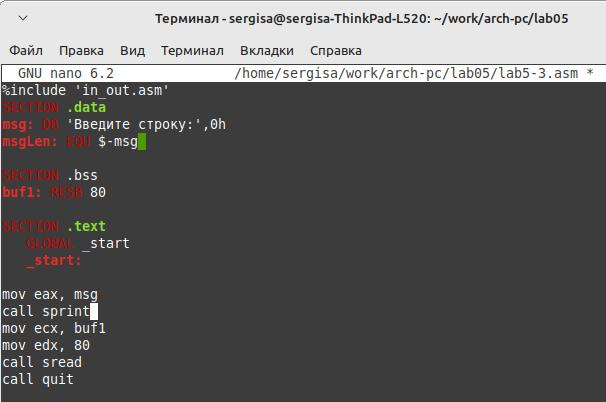 Терминал - sergisa@sergisa-ThinkPad-L520: ~/work/arch-pc/lab05
Файл Правка Вид Терминал Вкладки Справка
GNU nano 6.2 /home/sergisa/work/arch-pc/lab05/lab5-3.asm *
%include 'in_out.asm'
SECTION .data
msg: DB 'Введите строку:',0h
msgLen: EQU $-msg
SECTION .bss
buf1: RESB 80
SECTION .text
GLOBAL _start
_start:
mov eax, msg
call sprint
mov ecx, buf1
mov edx, 80
call sread
call quit